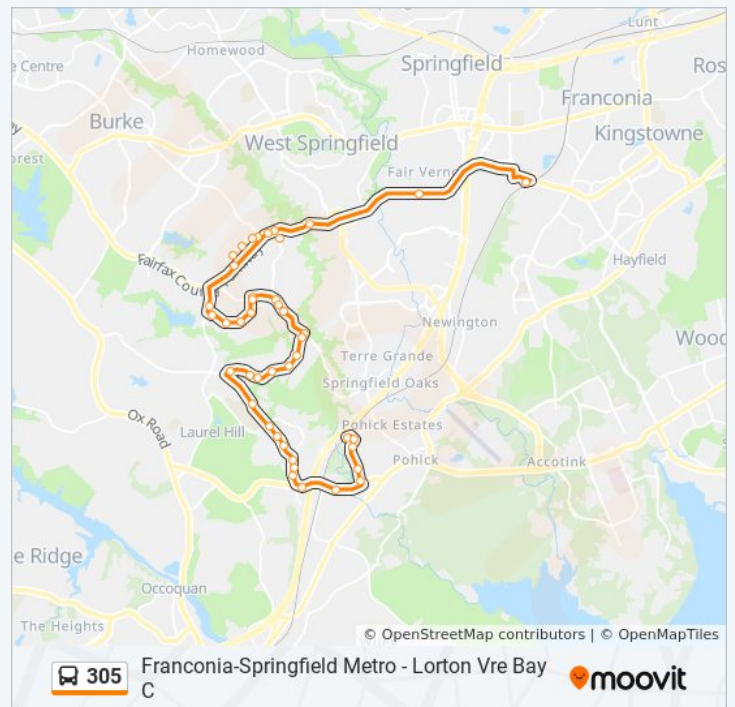 Lunt
Homewood
Springfield
e Centre
Ros
Franconia
Burke
Kingstowne
West Springfield
orest
Fair Verno
Hayfield
Fairfax Cou
Newington
Wood
Terre Grande
Springfield Oaks
Ox Road
Laurel Hill
Pohick Estates
Pohick
Accotink
e Ridge
Occoquan
The Heights
© OpenStreetMap contributors | © OpenMapTiles
305
Franconia-Springfield Metro - Lorton Vre Bay
C
moovit